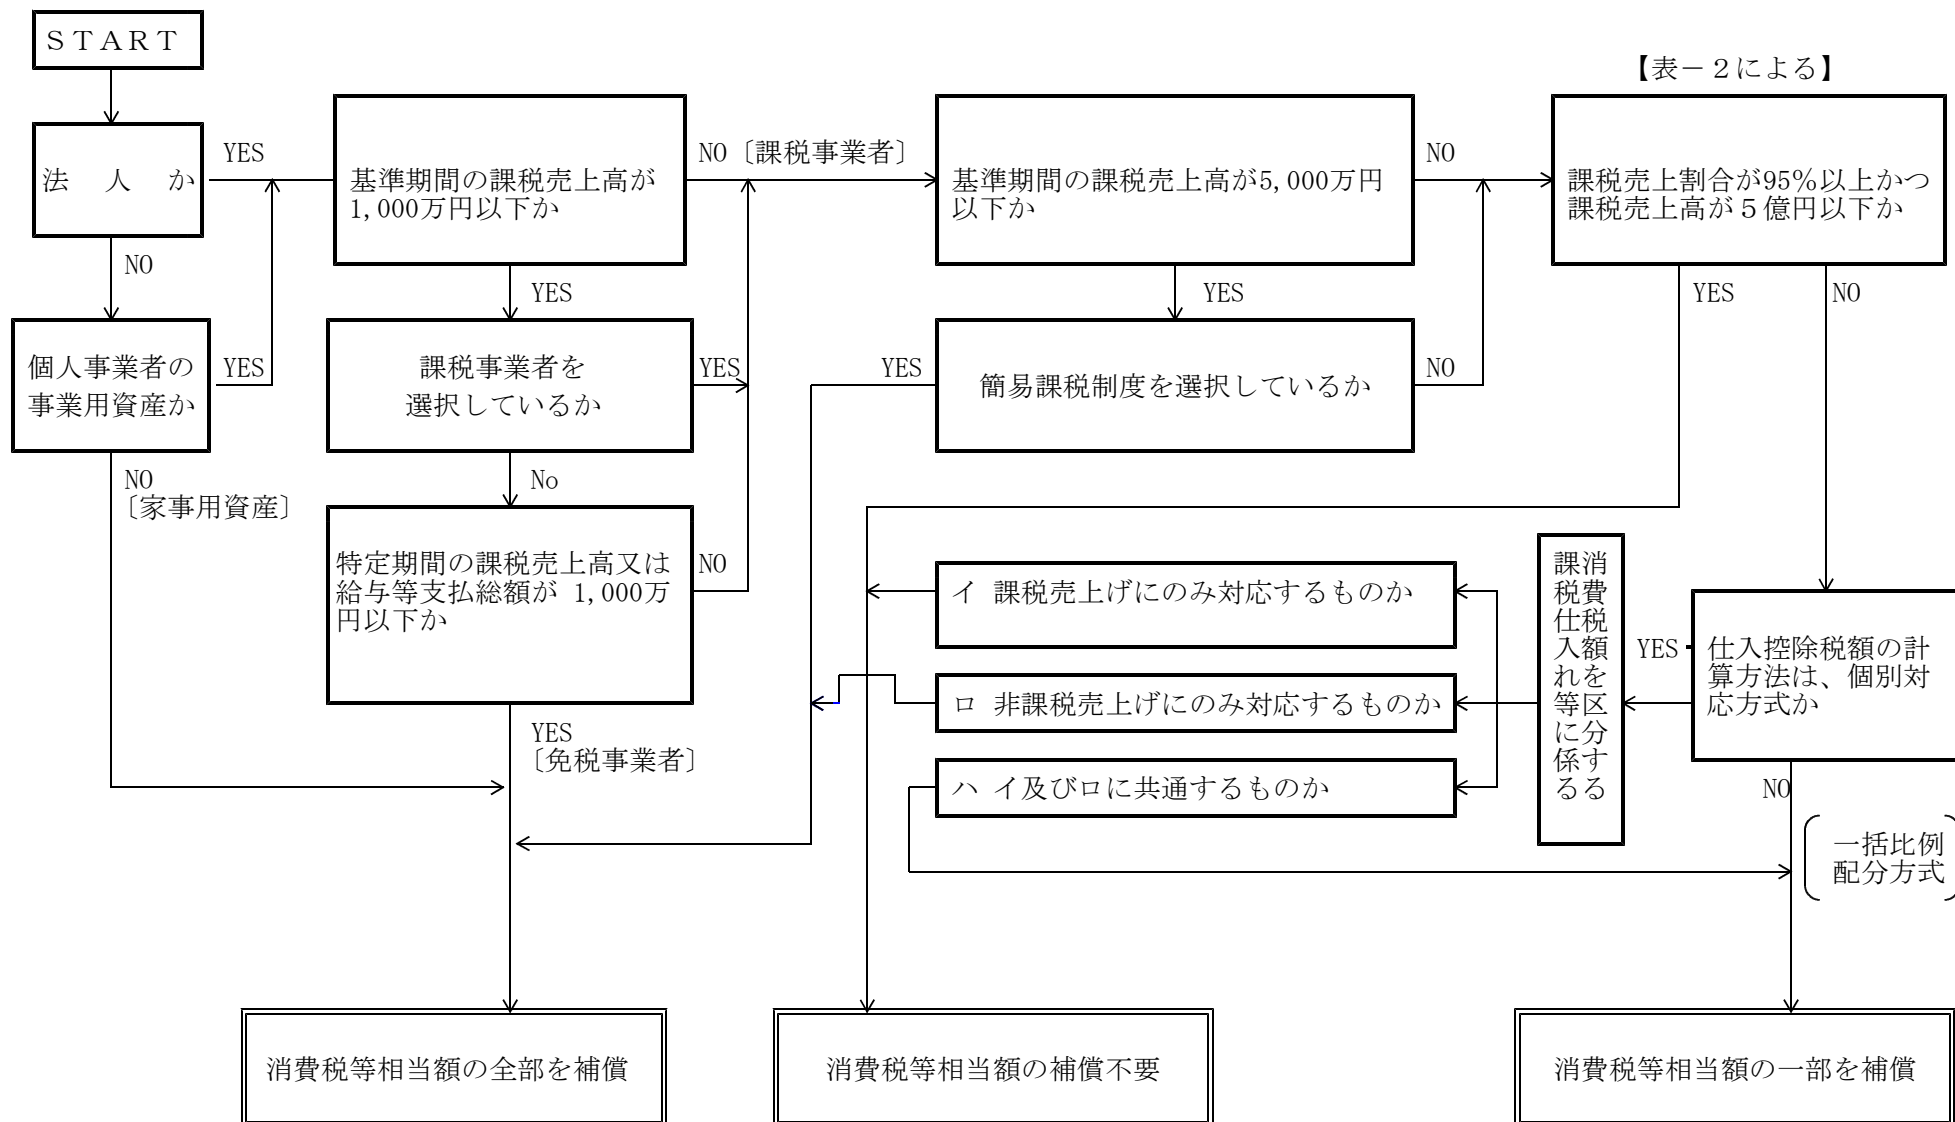 ＳＴＡＲＴ
【表－２による】
法　人　か
YES
NO
個人事業者の
事業用資産か
YES
NO
〔家事用資産〕
基準期間の課税売上高が
1,000万円以下か
NO〔課税事業者〕
YES
課税事業者を
選択しているか
YES
No
特定期間の課税売上高又は
給与等支払総額が 1,000万
円以下か
NO
YES
〔免税事業者〕
基準期間の課税売上高が5,000万円
以下か
NO
YES
簡易課税制度を選択しているか
YES
NO
課税売上割合が95％以上かつ
課税売上高が５億円以下か
YES
NO
仕入控除税額の計
算方法は、個別対
応方式か
YES
NO
一括比例
配分方式
消費税額を区分する
課税仕入れ等に係る
イ 課税売上げにのみ対応するものか
ロ 非課税売上げにのみ対応するものか
ハ イ及びロに共通するものか
消費税等相当額の全部を補償
消費税等相当額の補償不要
消費税等相当額の一部を補償